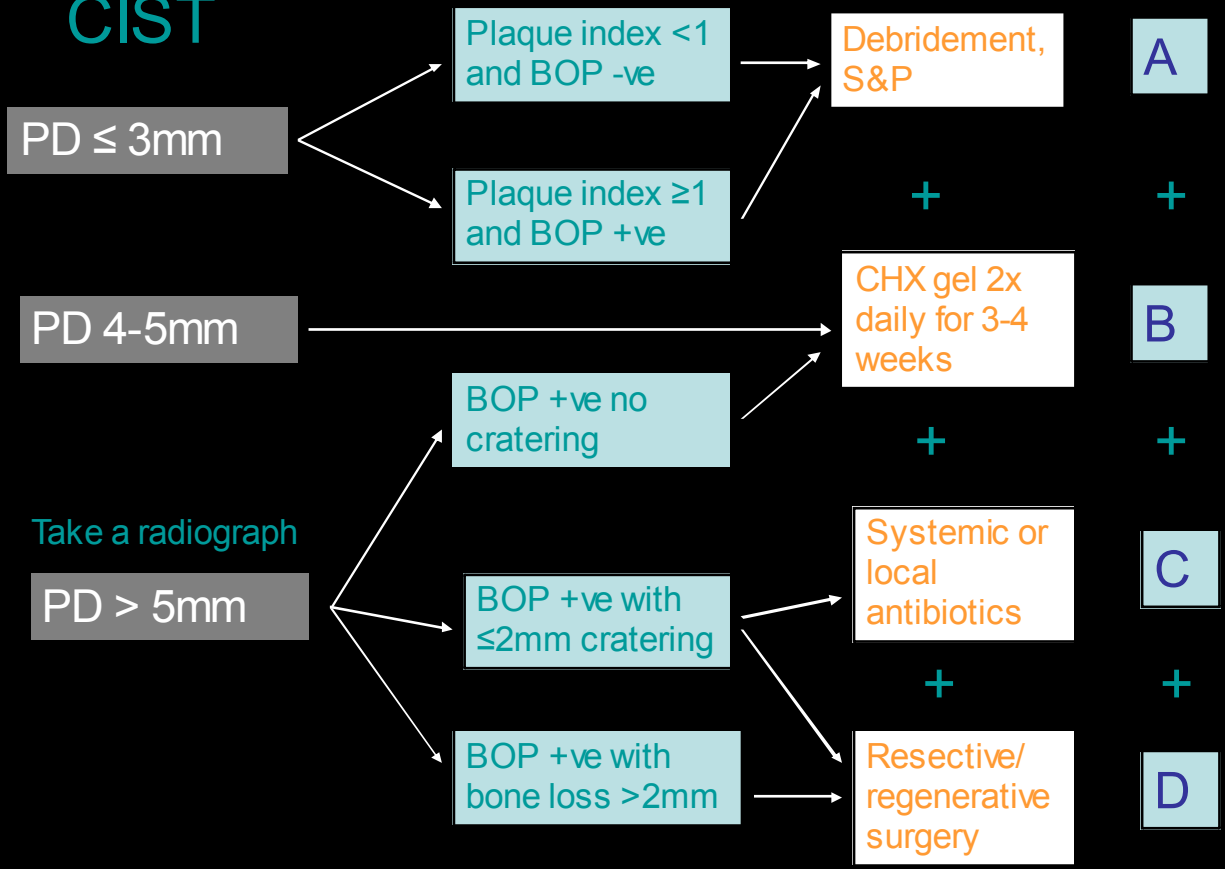 CIST
Plaque index <1
and BOP -ve
Debridement,
S&P
A
PD ≤ 3mm
Plaque index ≥1
and BOP +ve
+
+
PD 4-5mm
CHX gel 2x
daily for 3-4
weeks
B
BOP +ve no
cratering
+
+
Take a radiograph
PD > 5mm
Systemic or
local
antibiotics
C
BOP +ve with
≤2mm cratering
+
+
BOP +ve with
bone loss >2mm
Resective/
regenerative
surgery
D